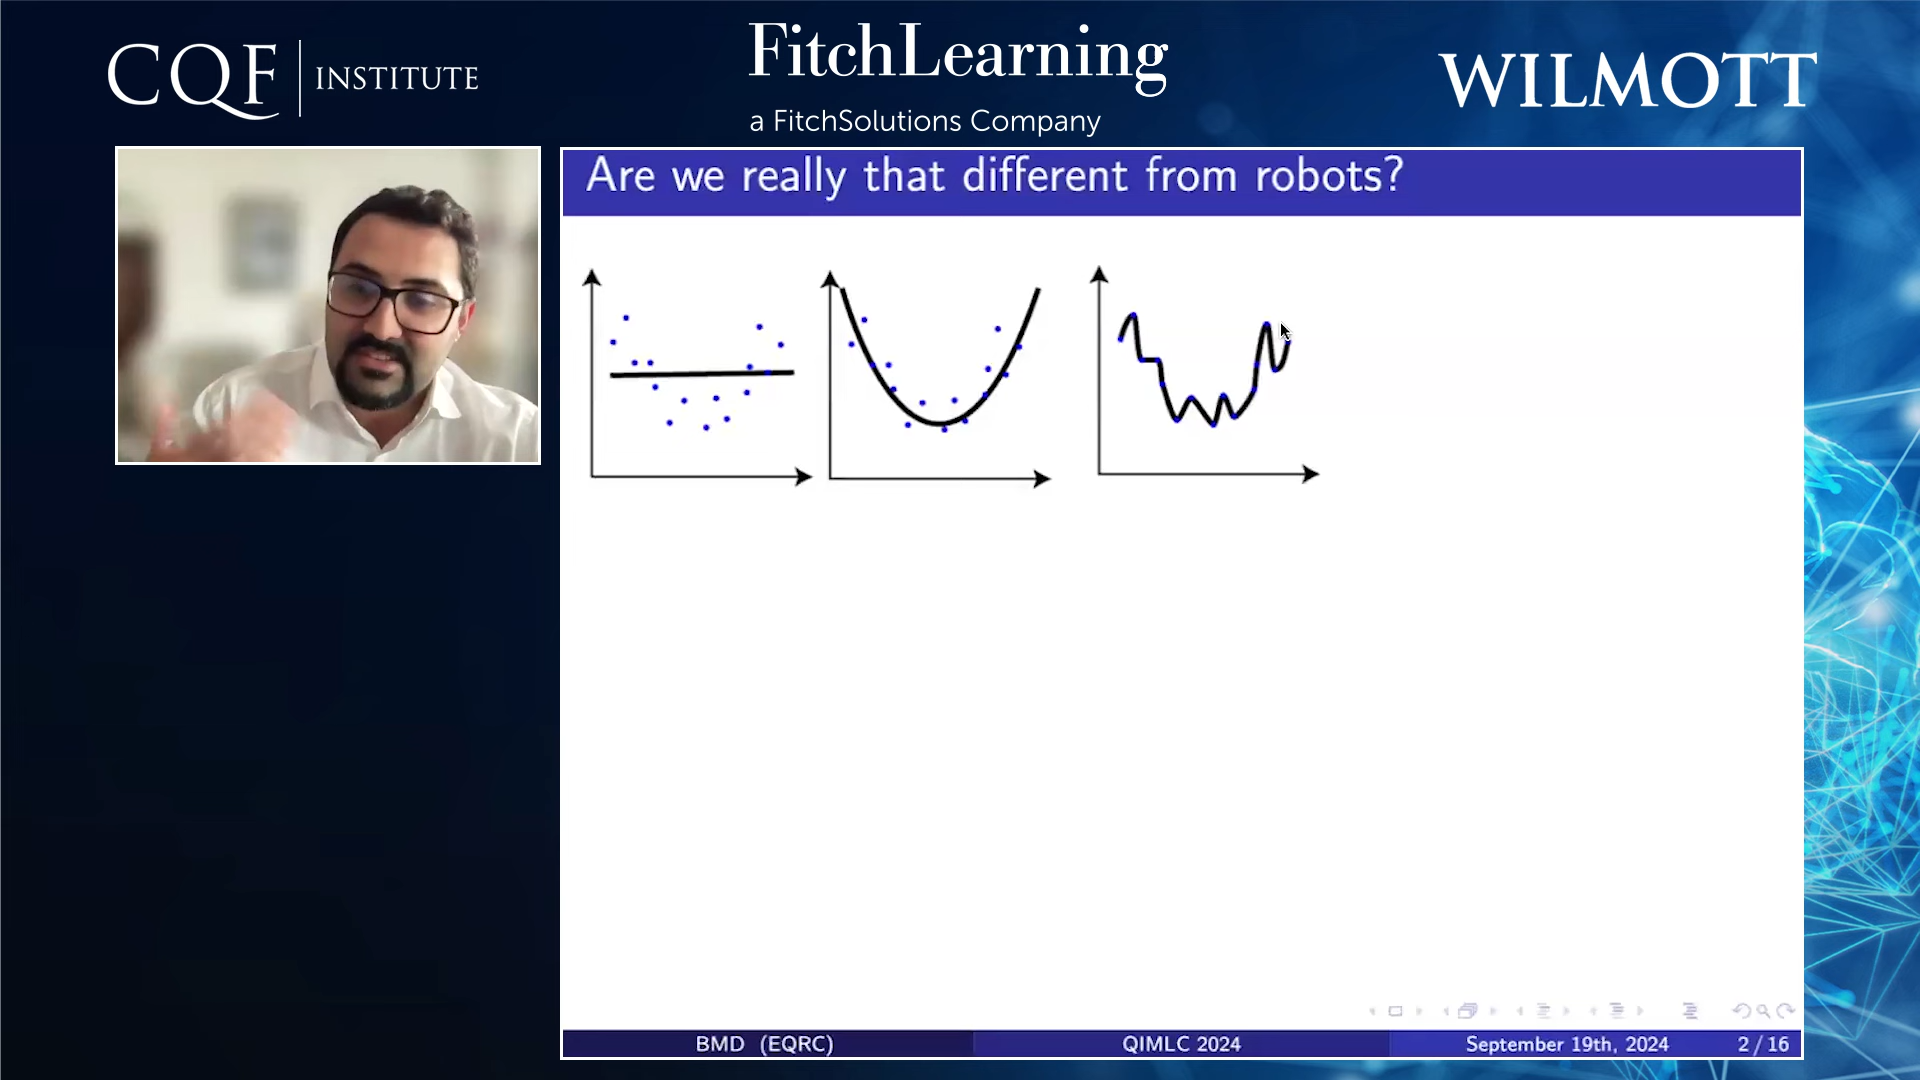 CQF INSTITUTE
FitchLearning
a FitchSolutions Company
WILMOTT
Are we really that different from robots?
BMD (EQRC)
QIMLC 2024
September 19th, 2024
2 / 16